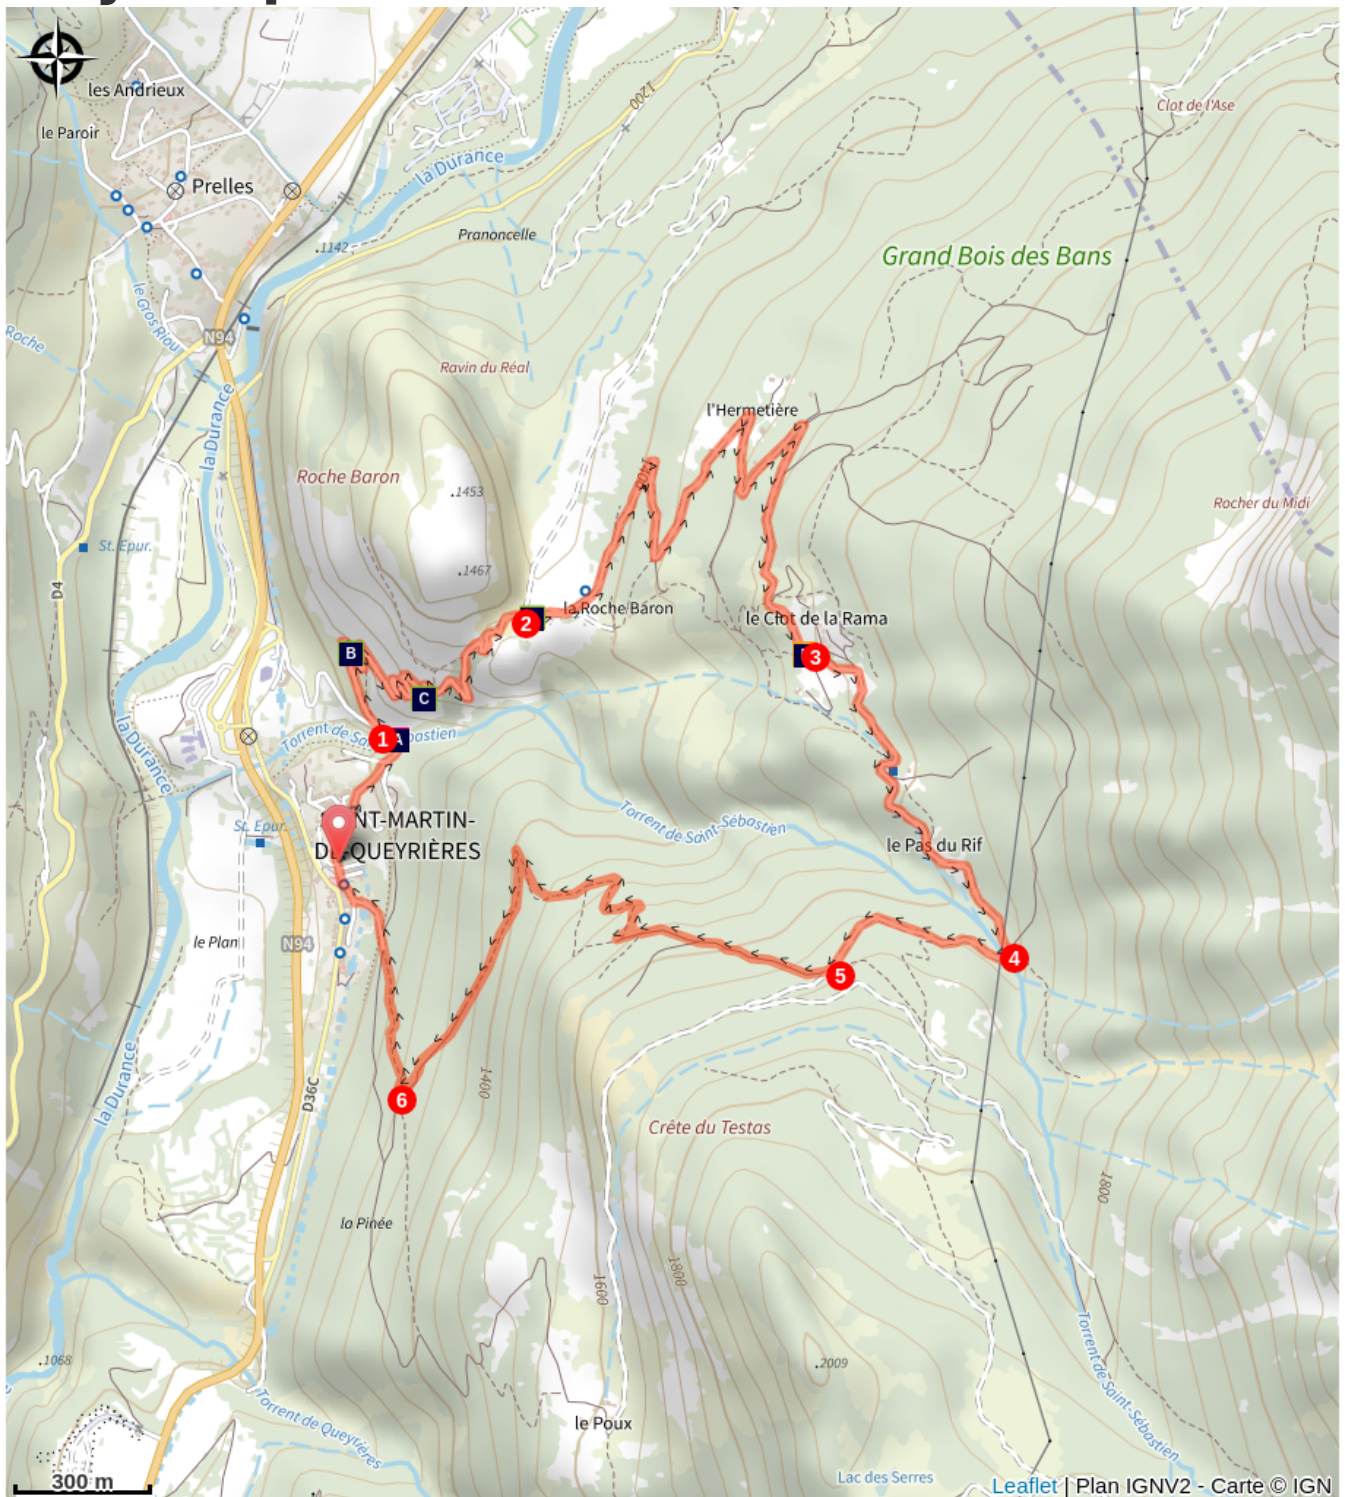 les Andrieux
le Paroir
Prelles
la Durance
1200
Clot de l'Ase
.1142
Pranoncelle
Grand Bois des Bans
le Gros Riou
Roche
N94
Ravin du Réal
la Durance
l'Hermetière
Roche Baron
.1453
Rocher du Midi
St. Epur.
.1467
D4
2
la Roche Baron
le Clot de la Rama
B
3
C
1
A
Torrent de
la Durance
Torrent de Saint-Sébastien
St. Epur.
DE-QUEYRIÈRES
le Pas du Rif
le Plan
N94
4
5
la Durance
D36C
1400
6
Crête du Testas
1800
la Pinée
1800
1600
.1068
.2009
Torrent de Saint-Sébastien
Torrent de Queyrières
le Poux
Lac des Serres
300 m
Leaflet | Plan IGNV2 - Carte © IGN